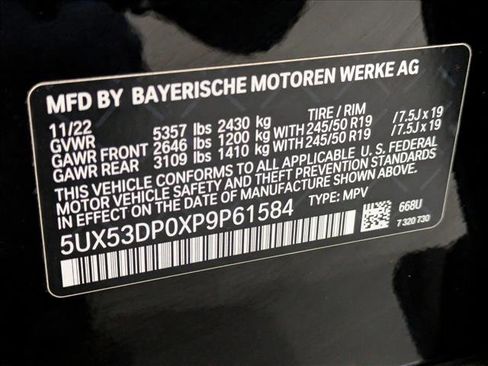 MFD BY BAYERISCHE MOTOREN WERKE AG
11/22 TIRE / RIM
GVWR 5357 lbs 2430 kg
GAWR FRONT 2646 lbs 1200 kg WITH 245/50 R19 /7.5J x 19
GAWR REAR 3109 lbs 1410 kg WITH 245/50 R19 /7.5J x 19
THIS VEHICLE CONFORMS TO ALL APPLICABLE U. S. FEDERAL
MOTOR VEHICLE SAFETY, BUMPER, AND THEFT PREVENTION
STANDARDS IN EFFECT ON THE DATE OF MANUFACTURE SHOWN ABOVE.
5UX53DP0XP9P61584 TYPE: MPV
668U
7 320 730